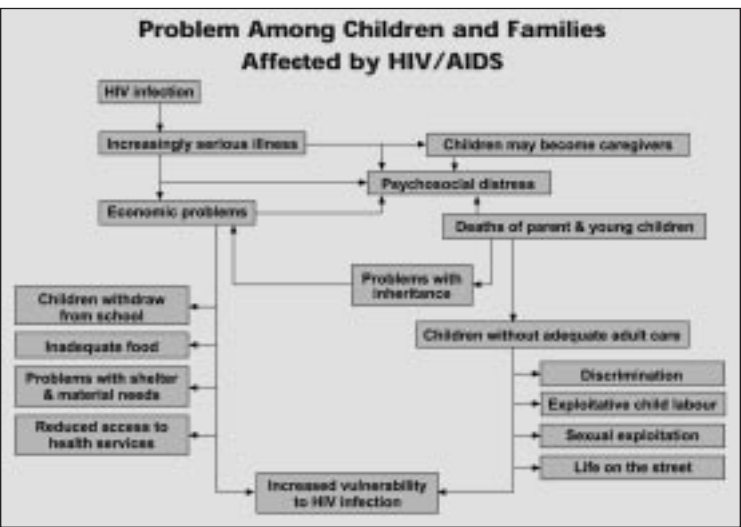 Problem Among Children and Families
Affected by HIV/AIDS
HIV infection
Increasingly serious illness
Children may become caregivers
Psychosocial distress
Economic problems
Deaths of parent & young children
Problems with
inheritance
Children withdraw
from school
Inadequate food
Problems with shelter
& material needs
Reduced access to
health services
Children without adequate adult care
Discrimination
Exploitative child labour
Sexual exploitation
Life on the street
Increased vulnerability
to HIV infection